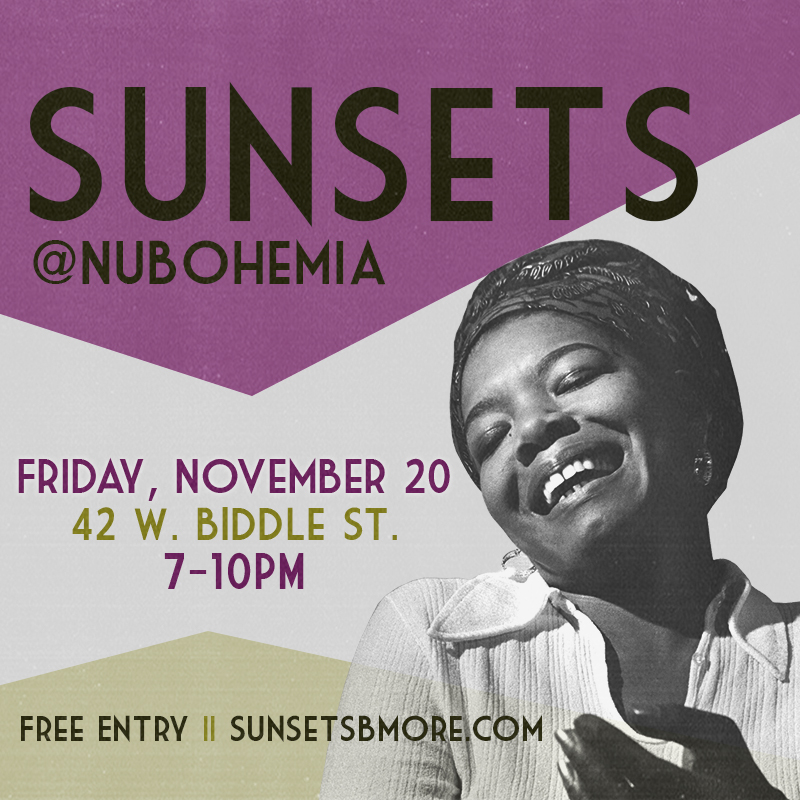 SUNSETS
@NUBOHEMIA
FRIDAY, NOVEMBER 20
42 W. BIDDLE ST.
7-10PM
FREE ENTRY || SUNSETSBMORE.COM